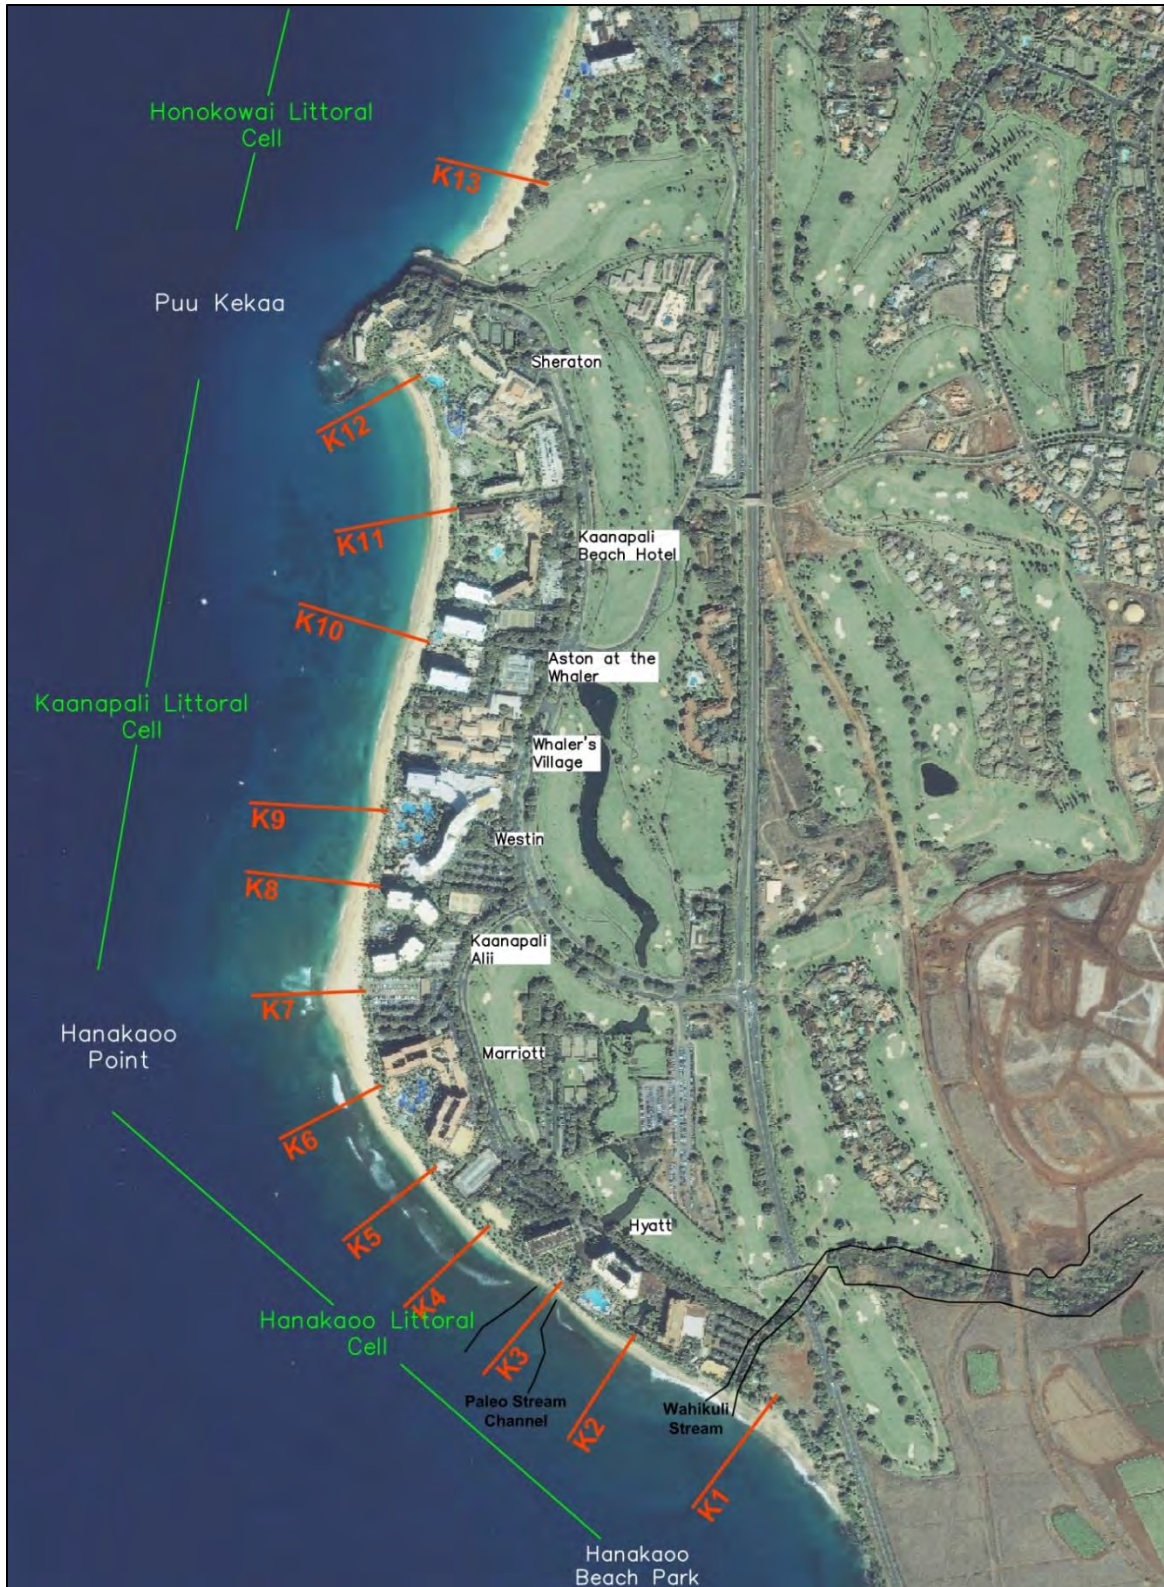 Honokowai Littoral
Cell
K13
Puu Kekaa
Sheraton
K12
K11
Kaanapali
Beach Hotel
K10
Aston at the
Whaler
Kaanapali Littoral
Cell
Whaler's
Village
K9
Westin
K8
Kaanapali
Alii
K7
Hanakaoo
Point
Marriott
K6
K5
Hyatt
K4
Hanakaoo Littoral
Cell
K3
Paleo Stream
Channel
K2
Wahikuli
Stream
K1
Hanakaoo
Beach Park